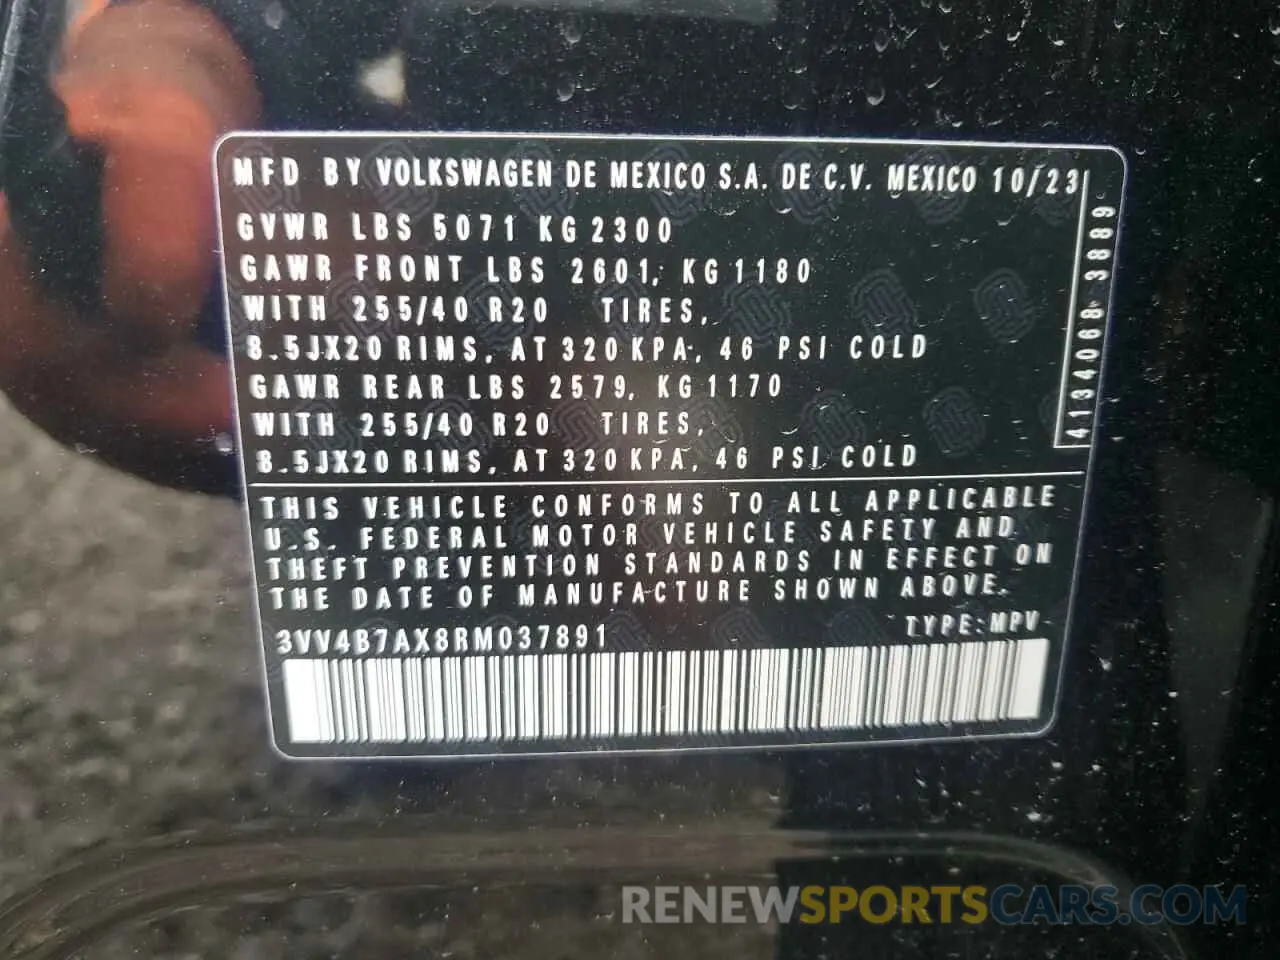 MFD BY VOLKSWAGEN DE MEXICO S.A. DE C.V. MEXICO 10/23
GVWR LBS 5071 KG 2300
GAWR FRONT LBS 2601, KG 1180
WITH 255/40 R20 TIRES,
8.5JX20 RIMS, AT 320 KPA, 46 PSI COLD
GAWR REAR LBS 2579, KG 1170
WITH 255/40 R20 TIRES,
8.5JX20 RIMS, AT 320 KPA, 46 PSI COLD
4134068 3889
THIS VEHICLE CONFORMS TO ALL APPLICABLE
U.S. FEDERAL MOTOR VEHICLE SAFETY AND
THEFT PREVENTION STANDARDS IN EFFECT ON
THE DATE OF MANUFACTURE SHOWN ABOVE.
3VV4B7AX8RM037891 TYPE:MPV
RENEWSPORTSCARS.COM